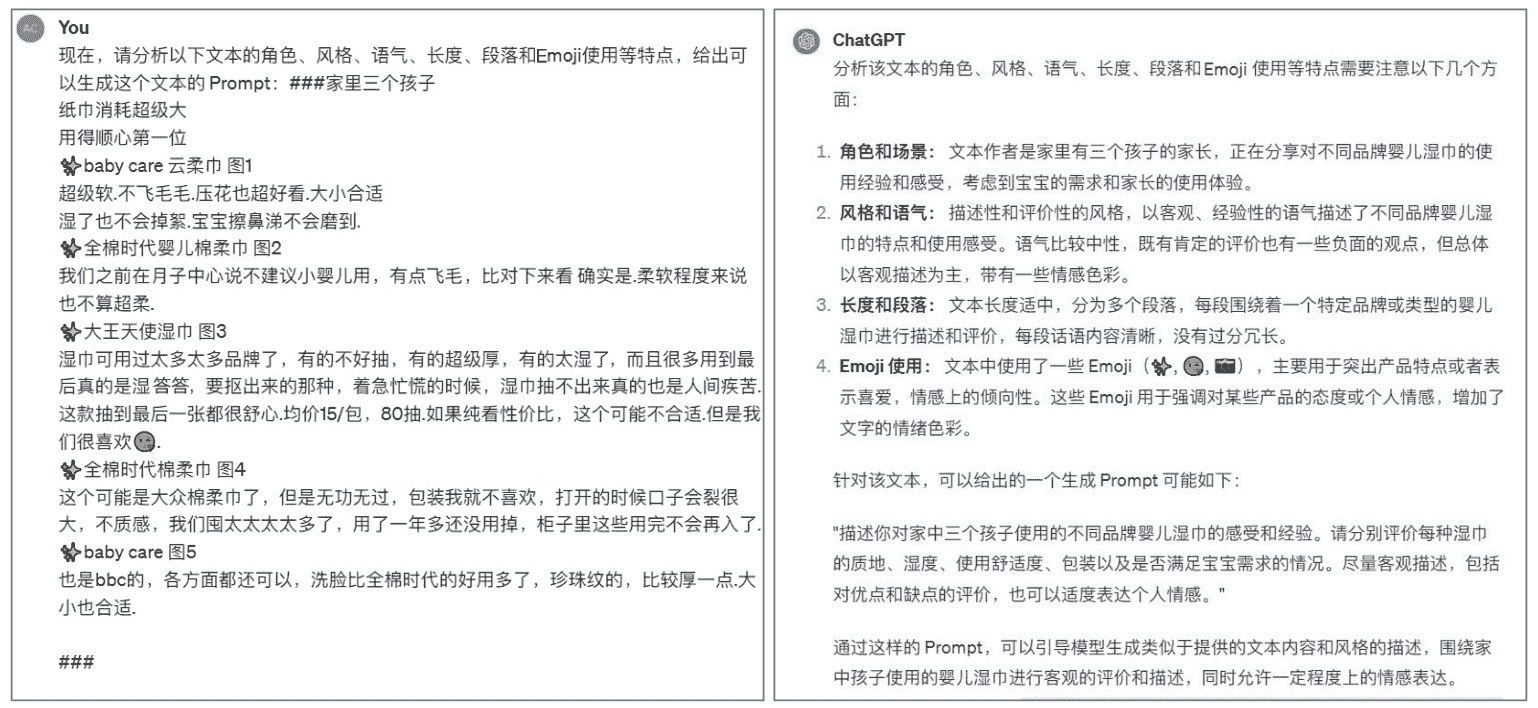 You
现在，请分析以下文本的角色、风格、语气、长度、段落和Emoji使用等特点，给出可
以生成这个文本的 Prompt：###家里三个孩子
纸巾消耗超级大
用得顺心第一位
✨baby care 云柔巾 图1
超级软.不飞毛毛.压花也超好看.大小合适
湿了也不会掉絮.宝宝擦鼻涕不会磨到.
✨全棉时代婴儿棉柔巾 图2
我们之前在月子中心说不建议小婴儿用，有点飞毛，比对下来看 确实是.柔软程度来说
也不算超柔.
✨大王天使湿巾 图3
湿巾可用过太多太多品牌了，有的不好抽，有的超级厚，有的太湿了，而且很多用到最
后真的是湿答答，要抠出来的那种，着急忙慌的时候，湿巾抽不出来真的也是人间疾苦.
这款抽到最后一张都很舒心.均价15/包，80抽.如果纯看性价比，这个可能不合适.但是我
们很喜欢😘.
✨全棉时代棉柔巾 图4
这个可能是大众棉柔巾了，但是无功无过，包装我就不喜欢，打开的时候口子会裂很
大，不质感，我们囤太太太太多了，用了一年多还没用掉，柜子里这些用完不会再入了.
✨baby care 图5
也是bbc的，各方面都还可以，洗脸比全棉时代的好用多了，珍珠纹的，比较厚一点.大
小也合适.
###
ChatGPT
分析该文本的角色、风格、语气、长度、段落和Emoji 使用等特点需要注意以下几个方
面：
1. 角色和场景： 文本作者是家里有三个孩子的家长，正在分享对不同品牌婴儿湿巾的使
用经验和感受，考虑到宝宝的需求和家长的使用体验。
2. 风格和语气： 描述性和评价性的风格，以客观、经验性的语气描述了不同品牌婴儿湿
巾的特点和使用感受。语气比较中性，既有肯定的评价也有一些负面的观点，但总体
以客观描述为主，带有一些情感色彩。
3. 长度和段落： 文本长度适中，分为多个段落，每段围绕着一个特定品牌或类型的婴儿
湿巾进行描述和评价，每段话语内容清晰，没有过分冗长。
4. Emoji 使用： 文本中使用了一些 Emoji（✨, 😘, 📷），主要用于突出产品特点或者表
示喜爱，情感上的倾向性。这些 Emoji 用于强调对某些产品的态度或个人情感，增加了
文字的情绪色彩。
针对该文本，可以给出的一个生成 Prompt 可能如下：
"描述你对家中三个孩子使用的不同品牌婴儿湿巾的感受和经验。请分别评价每种湿巾
的质地、湿度、使用舒适度、包装以及是否满足宝宝需求的情况。尽量客观描述，包括
对优点和缺点的评价，也可以适度表达个人情感。"
通过这样的 Prompt，可以引导模型生成类似于提供的文本内容和风格的描述，围绕家
中孩子使用的婴儿湿巾进行客观的评价和描述，同时允许一定程度上的情感表达。